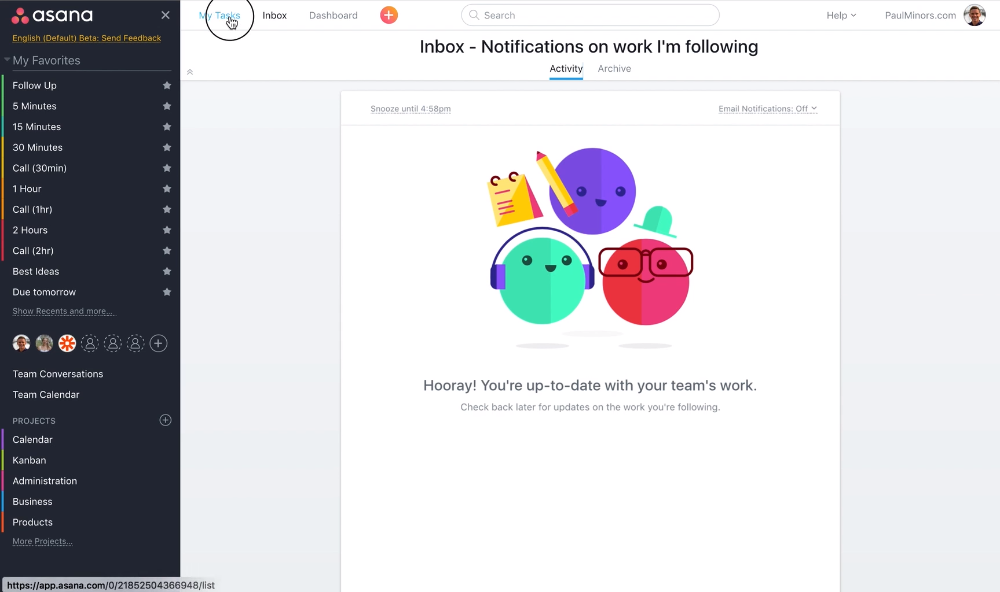 asana
English (Default) Beta: Send Feedback
My Favorites
Follow Up
5 Minutes
15 Minutes
30 Minutes
Call (30min)
1 Hour
Call (1hr)
2 Hours
Call (2hr)
Best Ideas
Due tomorrow
Show Recents and more...
Team Conversations
Team Calendar
PROJECTS
Calendar
Kanban
Administration
Business
Products
More Projects...
https://app.asana.com/0/21852504366948/list
My Tasks Inbox Dashboard Search Help PaulMinors.com
Inbox - Notifications on work I'm following
Activity Archive
Snooze until 4:58pm Email Notifications: Off
Hooray! You're up-to-date with your team's work.
Check back later for updates on the work you're following.